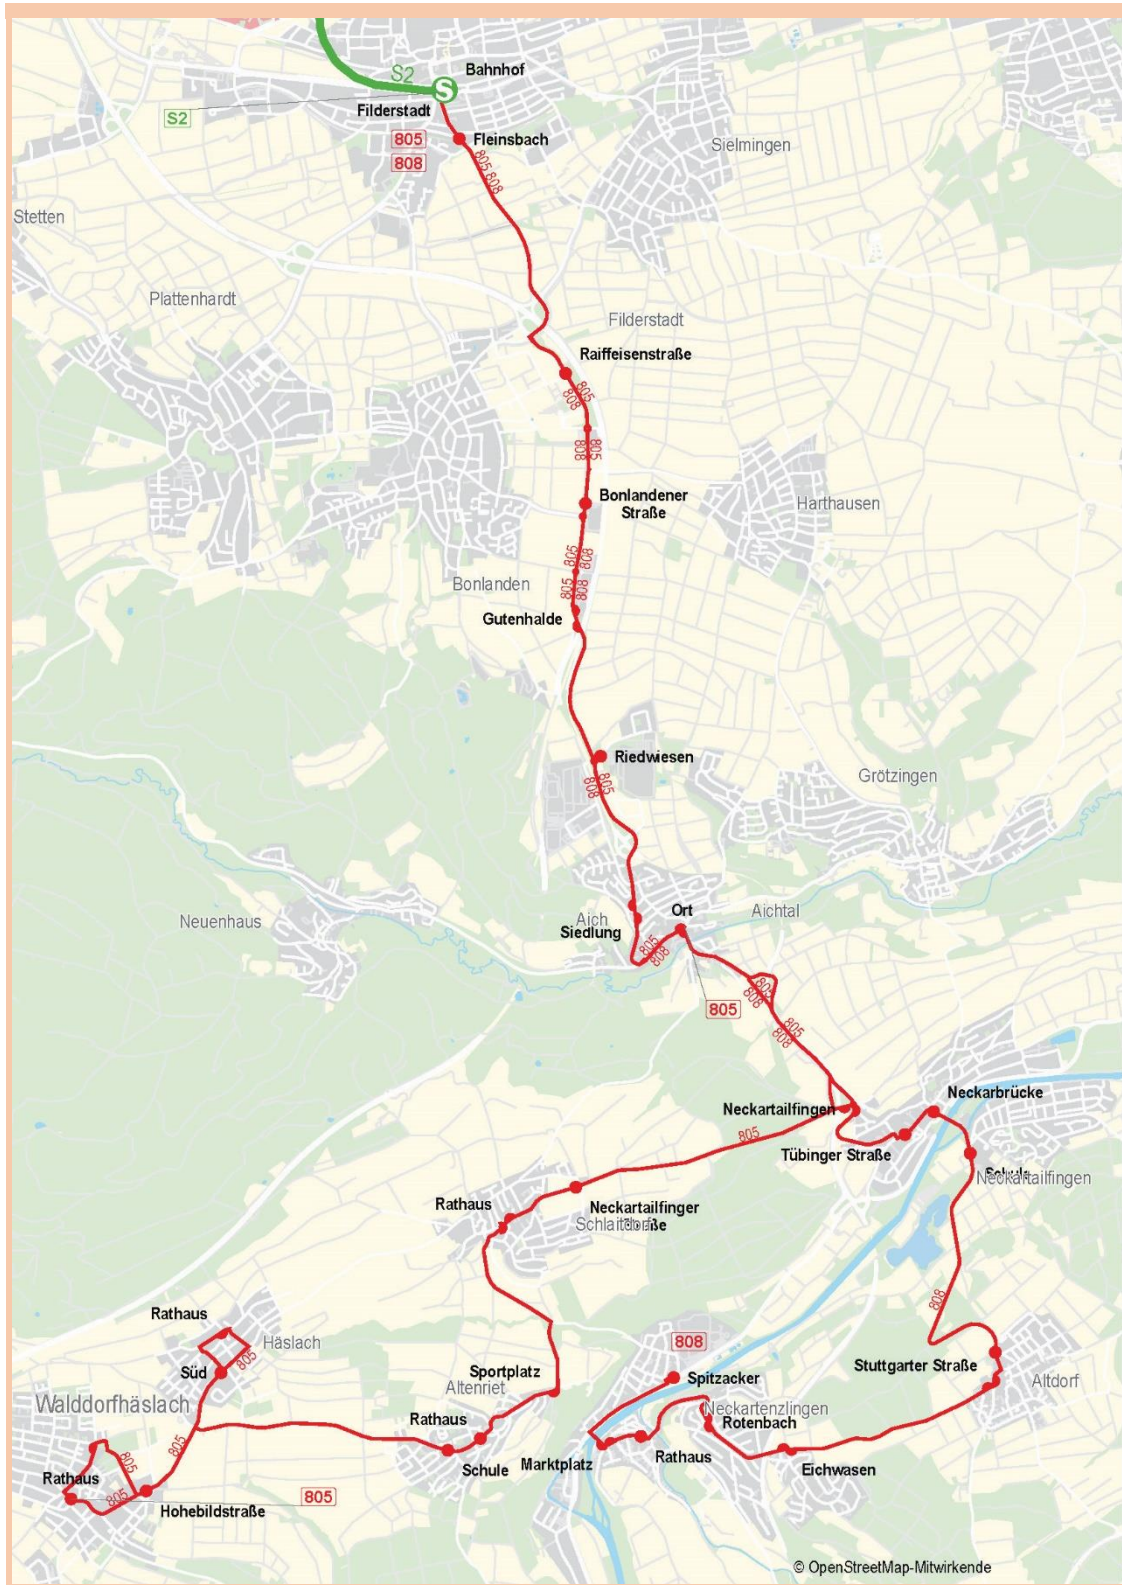 Bahnhof
S2
Filderstadt
S2
805
Fleinsbach
808
805 808
Sielmingen
Stetten
Plattenhardt
Filderstadt
Raiffeisenstraße
805
808
808
805
Bonlandener
Straße
Harthausen
805
808
Bonlanden
805
808
Gutenhalde
Riedwiesen
805
808
Grötzingen
Neuenhaus
Aich
Ort
Aichtal
Siedlung
805
808
805
808
805
805
808
Neckarbrücke
Neckartailfingen
805
Tübinger Straße
Schule
Neckartailfingen
Rathaus
Neckartailfinger
Schlaitdorf
808
Rathaus
Häslach
805
808
Stuttgarter Straße
Süd
Sportplatz
Spitzacker
Altdorf
Altenriet
Walddorfhäslach
Neckartenzlingen
Rathaus
Rotenbach
805
805
Schule
Marktplatz
Rathaus
Eichwasen
Rathaus
805
805
Hohebildstraße
© OpenStreetMap-Mitwirkende